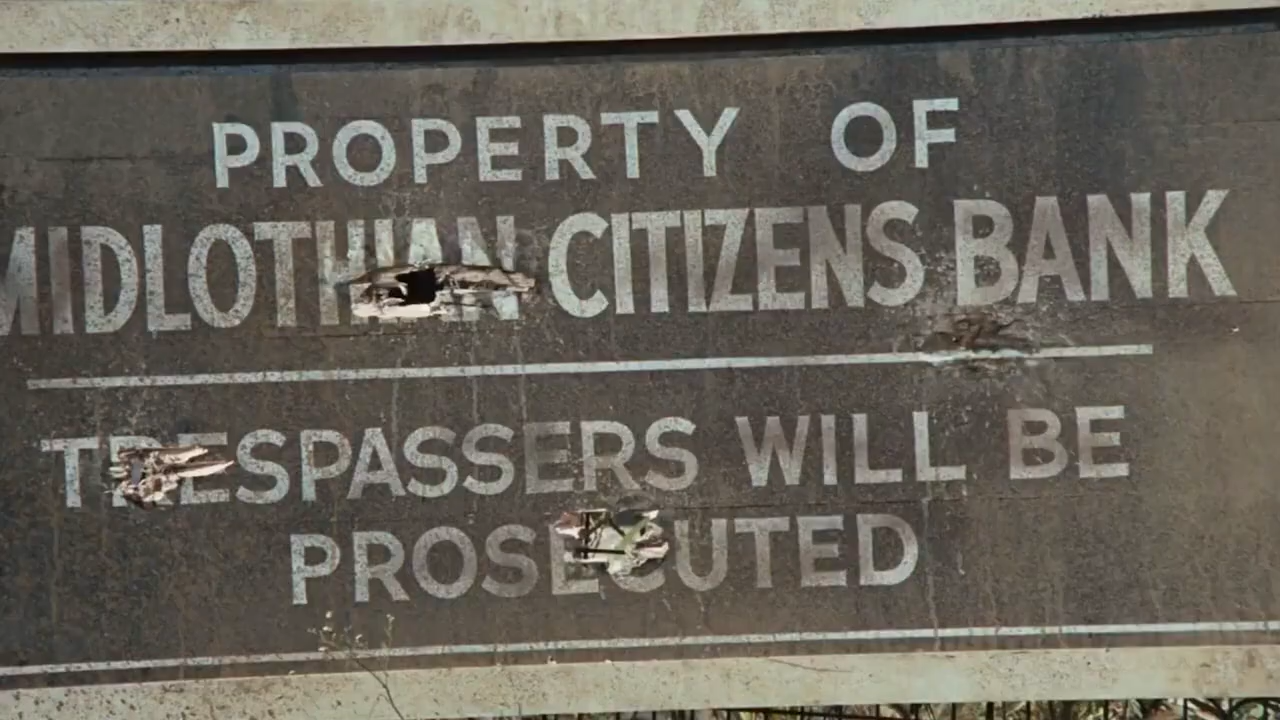 PROPERTY OF
MIDLOTHIAN CITIZENS BANK
TRESPASSERS WILL BE
PROSECUTED